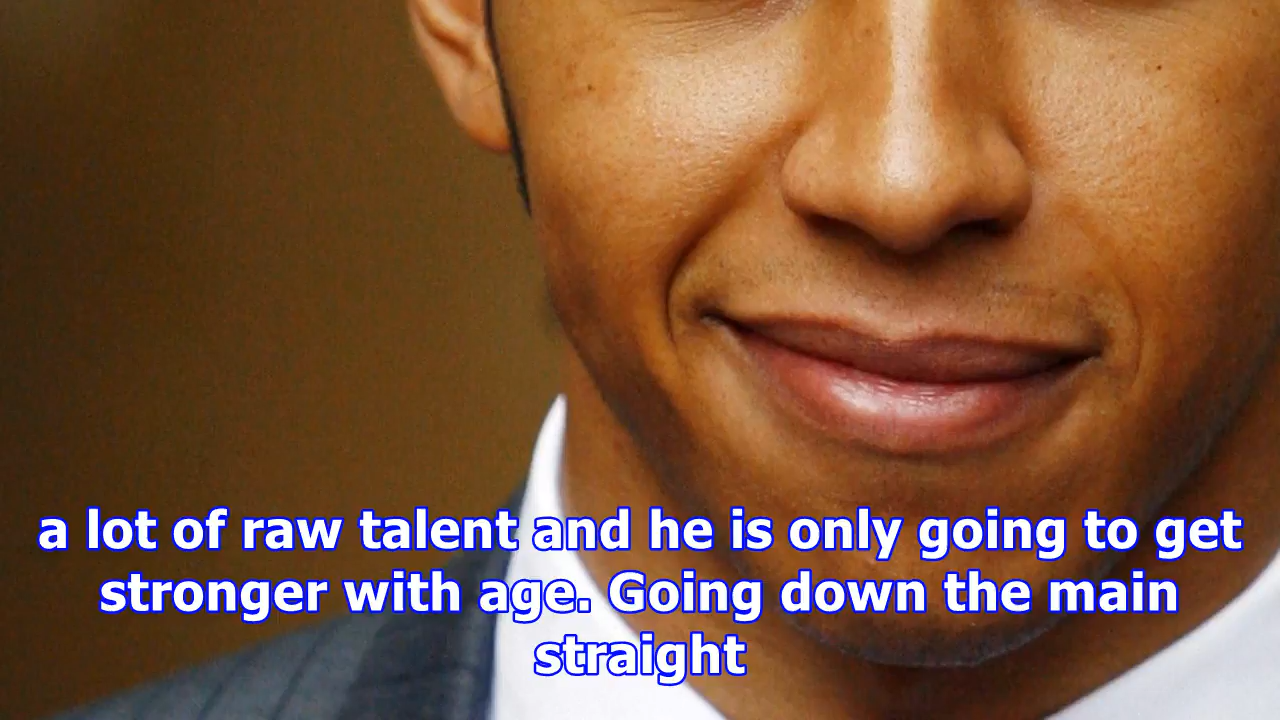 a lot of raw talent and he is only going to get
stronger with age. Going down the main
straight